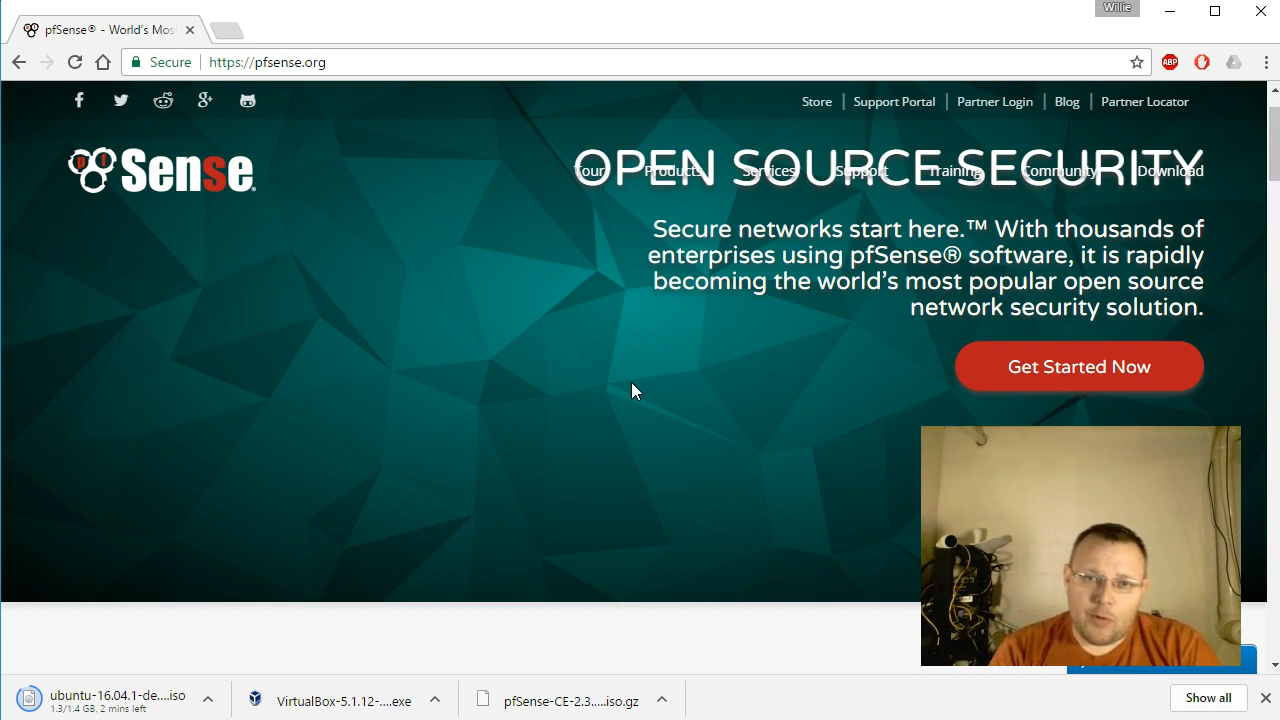 Willie
pfSense® - World's Mos
Secure
https://pfsense.org
ABP
Store
Support Portal
Partner Login
Blog
Partner Locator
pf Sense®
Tour Products Services Support Training Community Download
OPEN SOURCE SECURITY
Secure networks start here.™ With thousands of
enterprises using pfSense® software, it is rapidly
becoming the world's most popular open source
network security solution.
Get Started Now
ubuntu-16.04.1-de....iso
1.3/1.4 GB, 2 mins left
VirtualBox-5.1.12-....exe
pfSense-CE-2.3.....iso.gz
Show all